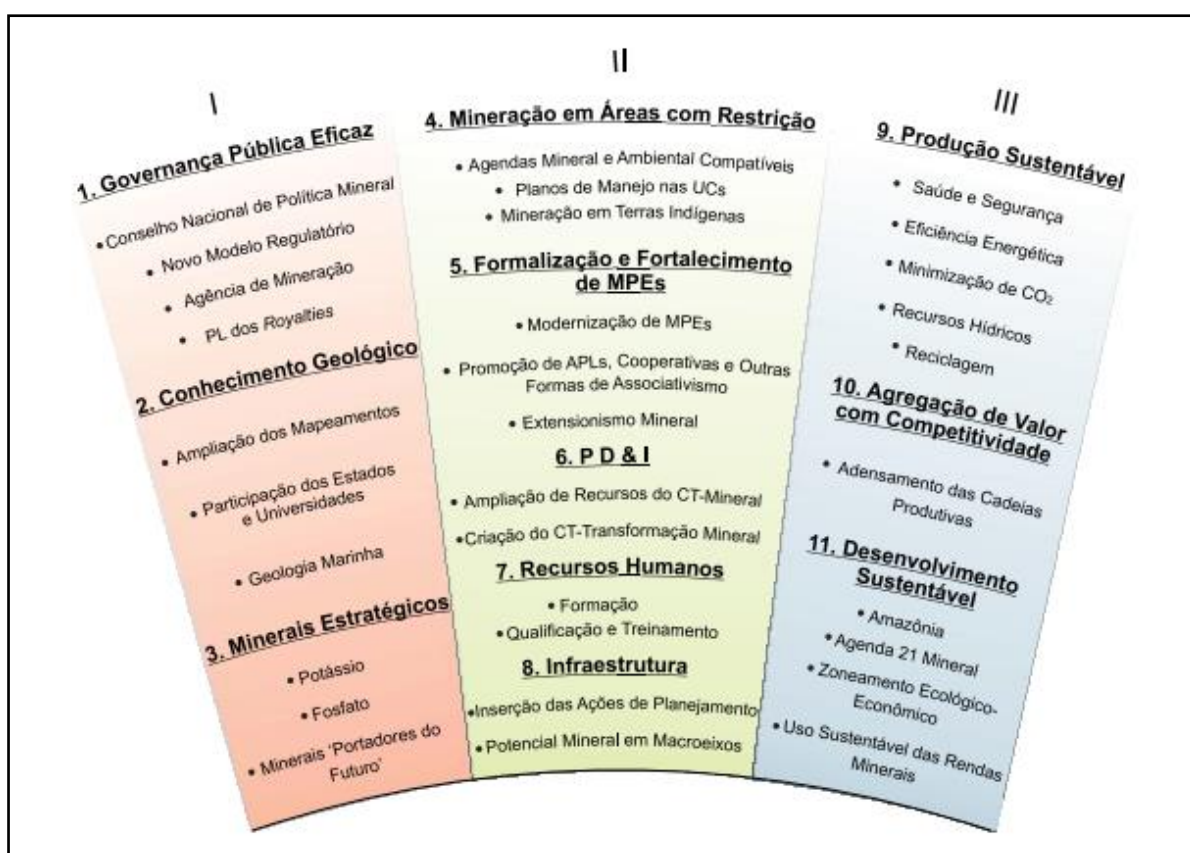 I
1. Governança Pública Eficaz
• Conselho Nacional de Política Mineral
• Novo Modelo Regulatório
• Agência de Mineração
• PL dos Royalties
2. Conhecimento Geológico
• Ampliação dos Mapeamentos
• Participação dos Estados
e Universidades
• Geologia Marinha
3. Minerais Estratégicos
• Potássio
• Fosfato
• Minerais ‘Portadores do
Futuro’
II
4. Mineração em Áreas com Restrição
• Agendas Mineral e Ambiental Compatíveis
• Planos de Manejo nas UCs
• Mineração em Terras Indígenas
5. Formalização e Fortalecimento
de MPEs
• Modernização de MPEs
• Promoção de APLs, Cooperativas e Outras
Formas de Associativismo
• Extensionismo Mineral
6. P D & I
• Ampliação de Recursos do CT-Mineral
• Criação do CT-Transformação Mineral
7. Recursos Humanos
• Formação
• Qualificação e Treinamento
8. Infraestrutura
• Inserção das Ações de Planejamento
• Potencial Mineral em Macroeixos
III
9. Produção Sustentável
• Saúde e Segurança
• Eficiência Energética
• Minimização de CO₂
• Recursos Hídricos
• Reciclagem
10. Agregação de Valor
com Competitividade
• Adensamento das Cadeias
Produtivas
11. Desenvolvimento
Sustentável
• Amazônia
• Agenda 21 Mineral
• Zoneamento Ecológico-
Econômico
• Uso Sustentável das Rendas
Minerais